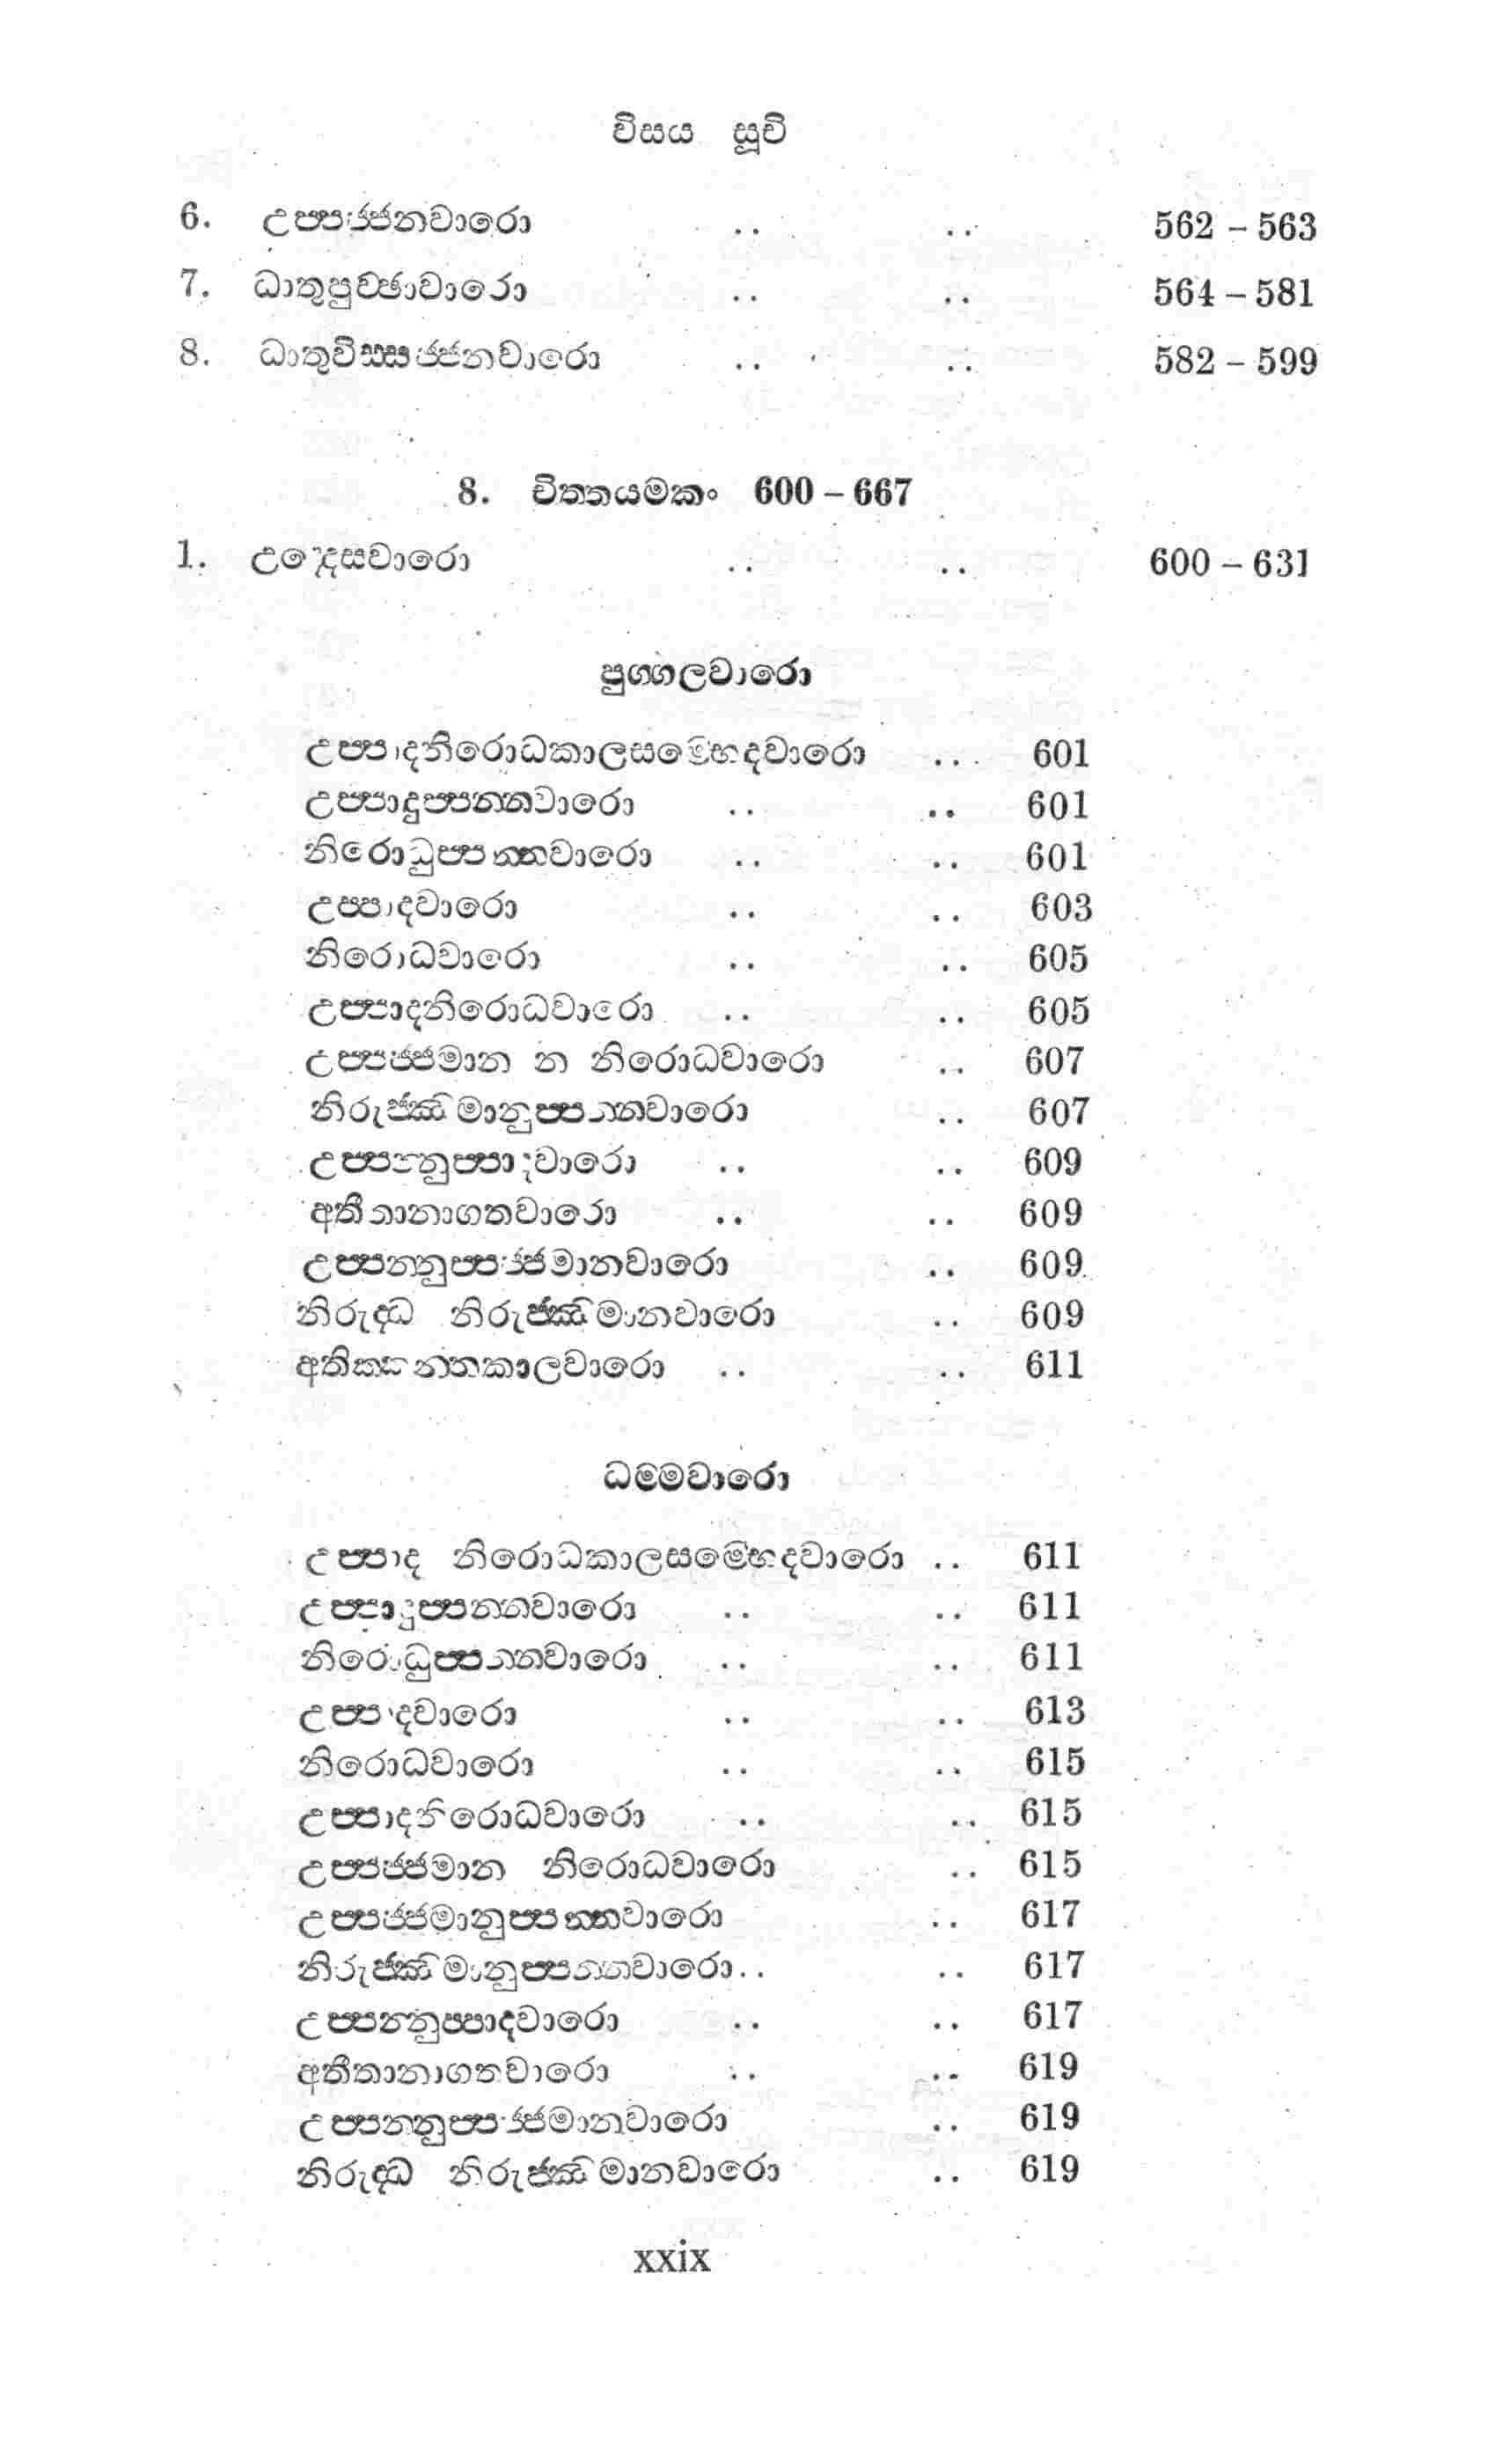 විසය සූචි
6. උප්පජ්ජනවාරො .. .. 562 – 563
7. ධාතුපුච්ඡාවාරො .. .. 564 – 581
8. ධාතුවිස්සජ්ජනවාරො .. .. 582 – 599
8. චිත්තයමකං 600 – 667
1. උද්දෙසවාරො .. .. 600 – 631
පුග්ගලවාරො
උප්පාදනිරොධකාලසම්භෙදවාරො ... 601
උප්පාදුප්පන්නවාරො .. .. 601
නිරොධුප්පන්නවාරො .. .. 601
උප්පාදවාරො .. .. 603
නිරොධවාරො .. .. 605
උප්පාදනිරොධවාරො .. .. 605
උප්පජ්ජමාන න නිරොධවාරො .. 607
නිරුජ්ඣමානුප්පන්නවාරො .. 607
උප්පන්නුප්පාදවාරො .. .. 609
අතීතානාගතවාරො .. .. 609
උප්පන්නුප්පජ්ජමානවාරො .. 609
නිරුද්ධ නිරුජ්ඣමානවාරො .. 609
අතික්කන්තකාලවාරො .. .. 611
ධම්මවාරො
උප්පාද නිරොධකාලසම්භෙදවාරො .. 611
උප්පාදුප්පන්නවාරො .. .. 611
නිරොධුප්පන්නවාරො .. .. 611
උප්පාදවාරො .. .. 613
නිරොධවාරො .. .. 615
උප්පාදනිරොධවාරො .. .. 615
උප්පජ්ජමාන නිරොධවාරො .. 615
උප්පජ්ජමානුප්පන්නවාරො .. 617
නිරුජ්ඣමානුප්පන්නවාරො.. .. 617
උප්පන්නුප්පාදවාරො .. .. 617
අතීතානාගතවාරො .. .. 619
උප්පන්නුප්පජ්ජමානවාරො .. 619
නිරුද්ධ නිරුජ්ඣමානවාරො .. 619
xxix